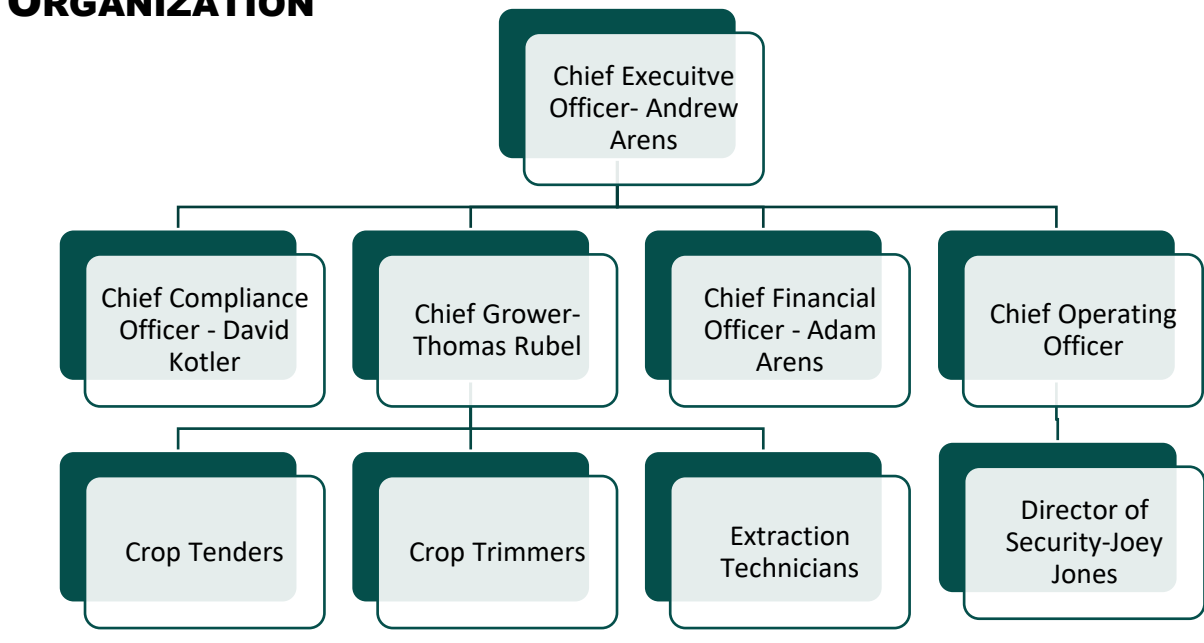 ORGANIZATION
Chief Execuitve
Officer- Andrew
Arens
Chief Compliance
Officer - David
Kotler
Chief Grower-
Thomas Rubel
Chief Financial
Officer - Adam
Arens
Chief Operating
Officer
Crop Tenders
Crop Trimmers
Extraction
Technicians
Director of
Security-Joey
Jones